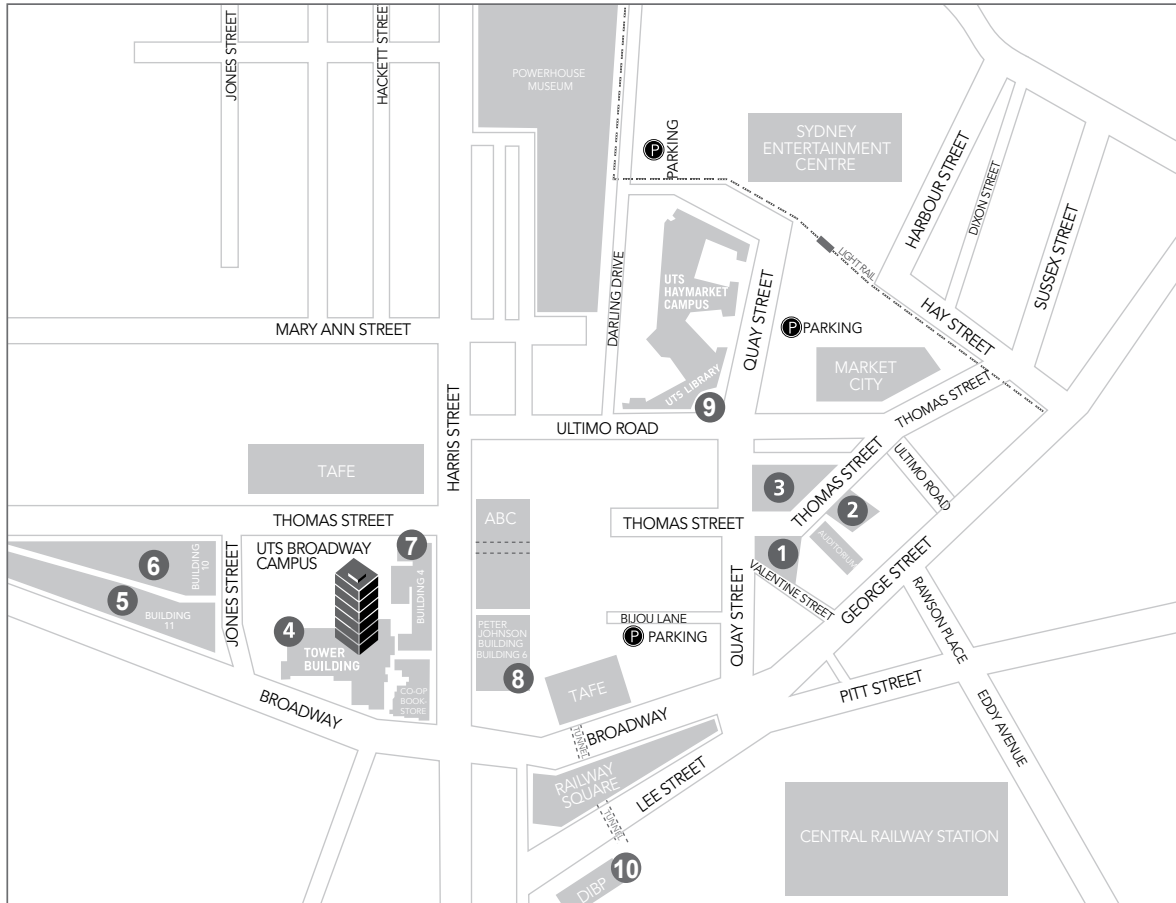 JONES STREET
HACKETT STREET
POWERHOUSE
MUSEUM
P
PARKING
SYDNEY
ENTERTAINMENT
CENTRE
HARBOUR STREET
DIXON STREET
SUSSEX STREET
LIGHT RAIL
DARLING DRIVE
UTS
HAYMARKET
CAMPUS
QUAY STREET
HAY STREET
MARY ANN STREET
P
PARKING
MARKET
CITY
THOMAS STREET
UTS LIBRARY
9
HARRIS STREET
ULTIMO ROAD
TAFE
3
THOMAS STREET
ULTIMO ROAD
2
AUDITORIUM
THOMAS STREET
ABC
THOMAS STREET
1
VALENTINE STREET
GEORGE STREET
UTS BROADWAY
CAMPUS
7
6
BUILDING
10
JONES STREET
BUILDING 4
5
BUILDING
11
4
TOWER
BUILDING
PETER
JOHNSON
BUILDING
BUILDING 6
8
BIJOU LANE
P
PARKING
QUAY STREET
RAWSON PLACE
CO-OP
BOOK-
STORE
TAFE
PITT STREET
EDDY AVENUE
BROADWAY
TUNNEL
BROADWAY
RAILWAY
SQUARE
LEE STREET
TUNNEL
CENTRAL RAILWAY STATION
DIBP
10